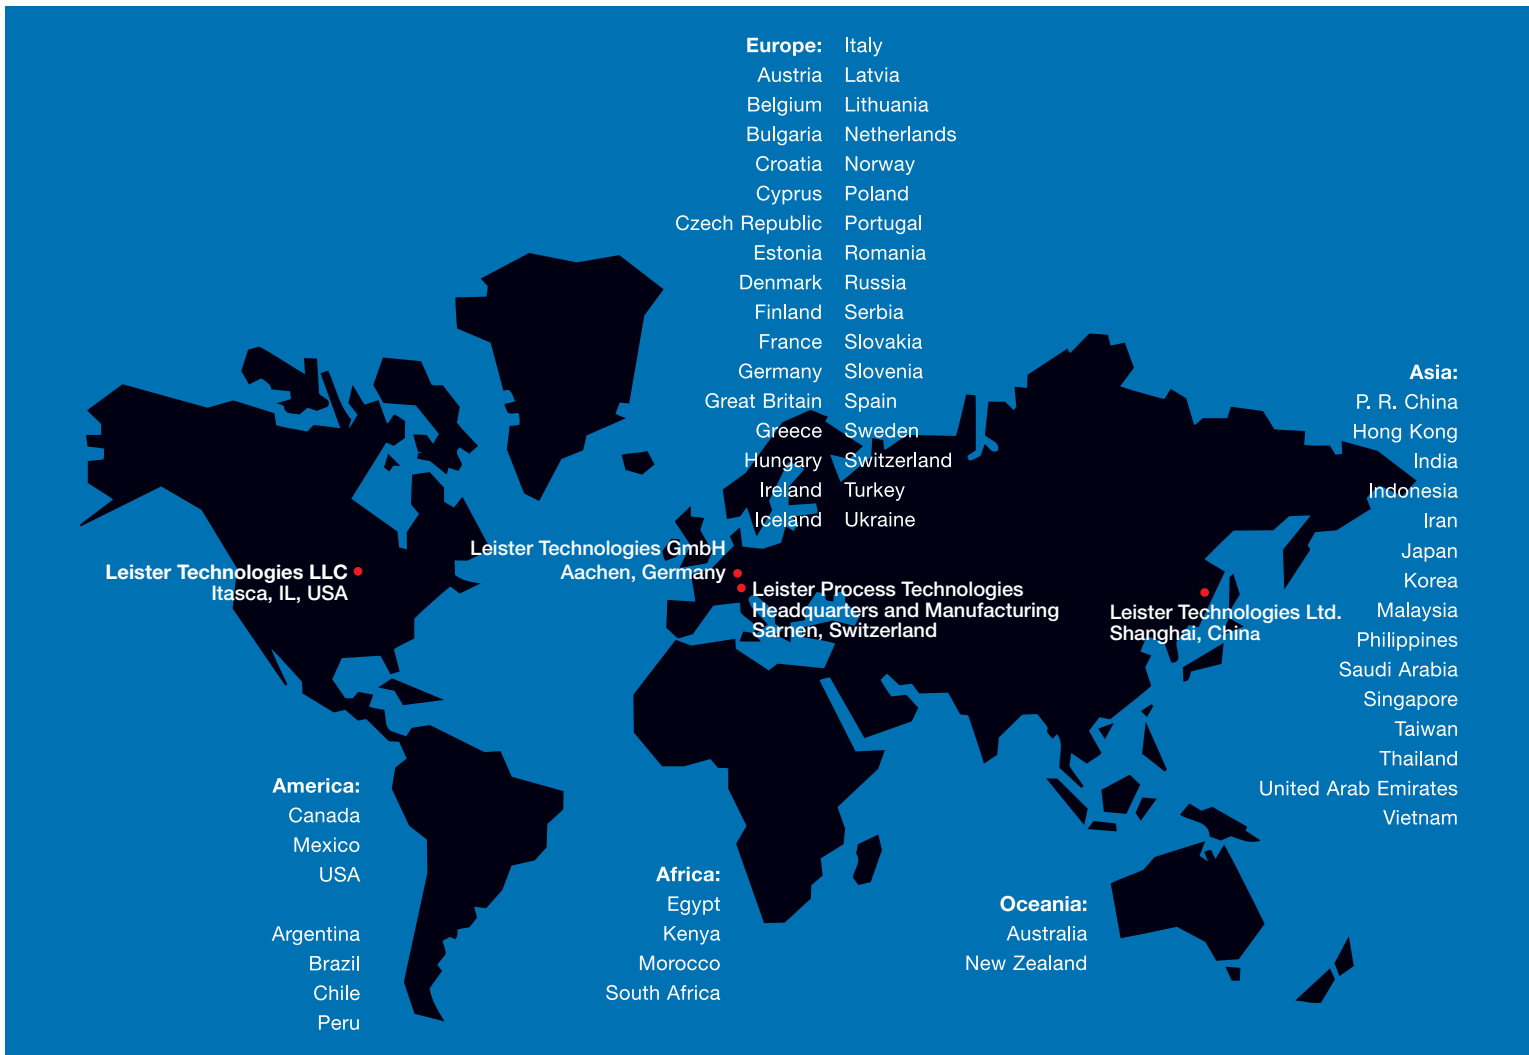 Europe:
Austria
Belgium
Bulgaria
Croatia
Cyprus
Czech Republic
Estonia
Denmark
Finland
France
Germany
Great Britain
Greece
Hungary
Ireland
Iceland
Italy
Latvia
Lithuania
Netherlands
Norway
Poland
Portugal
Romania
Russia
Serbia
Slovakia
Slovenia
Spain
Sweden
Switzerland
Turkey
Ukraine
Asia:
P. R. China
Hong Kong
India
Indonesia
Iran
Japan
Korea
Malaysia
Philippines
Saudi Arabia
Singapore
Taiwan
Thailand
United Arab Emirates
Vietnam
Leister Technologies LLC
Itasca, IL, USA
Leister Technologies GmbH
Aachen, Germany
Leister Process Technologies
Headquarters and Manufacturing
Sarnen, Switzerland
Leister Technologies Ltd.
Shanghai, China
America:
Canada
Mexico
USA
Argentina
Brazil
Chile
Peru
Africa:
Egypt
Kenya
Morocco
South Africa
Oceania:
Australia
New Zealand